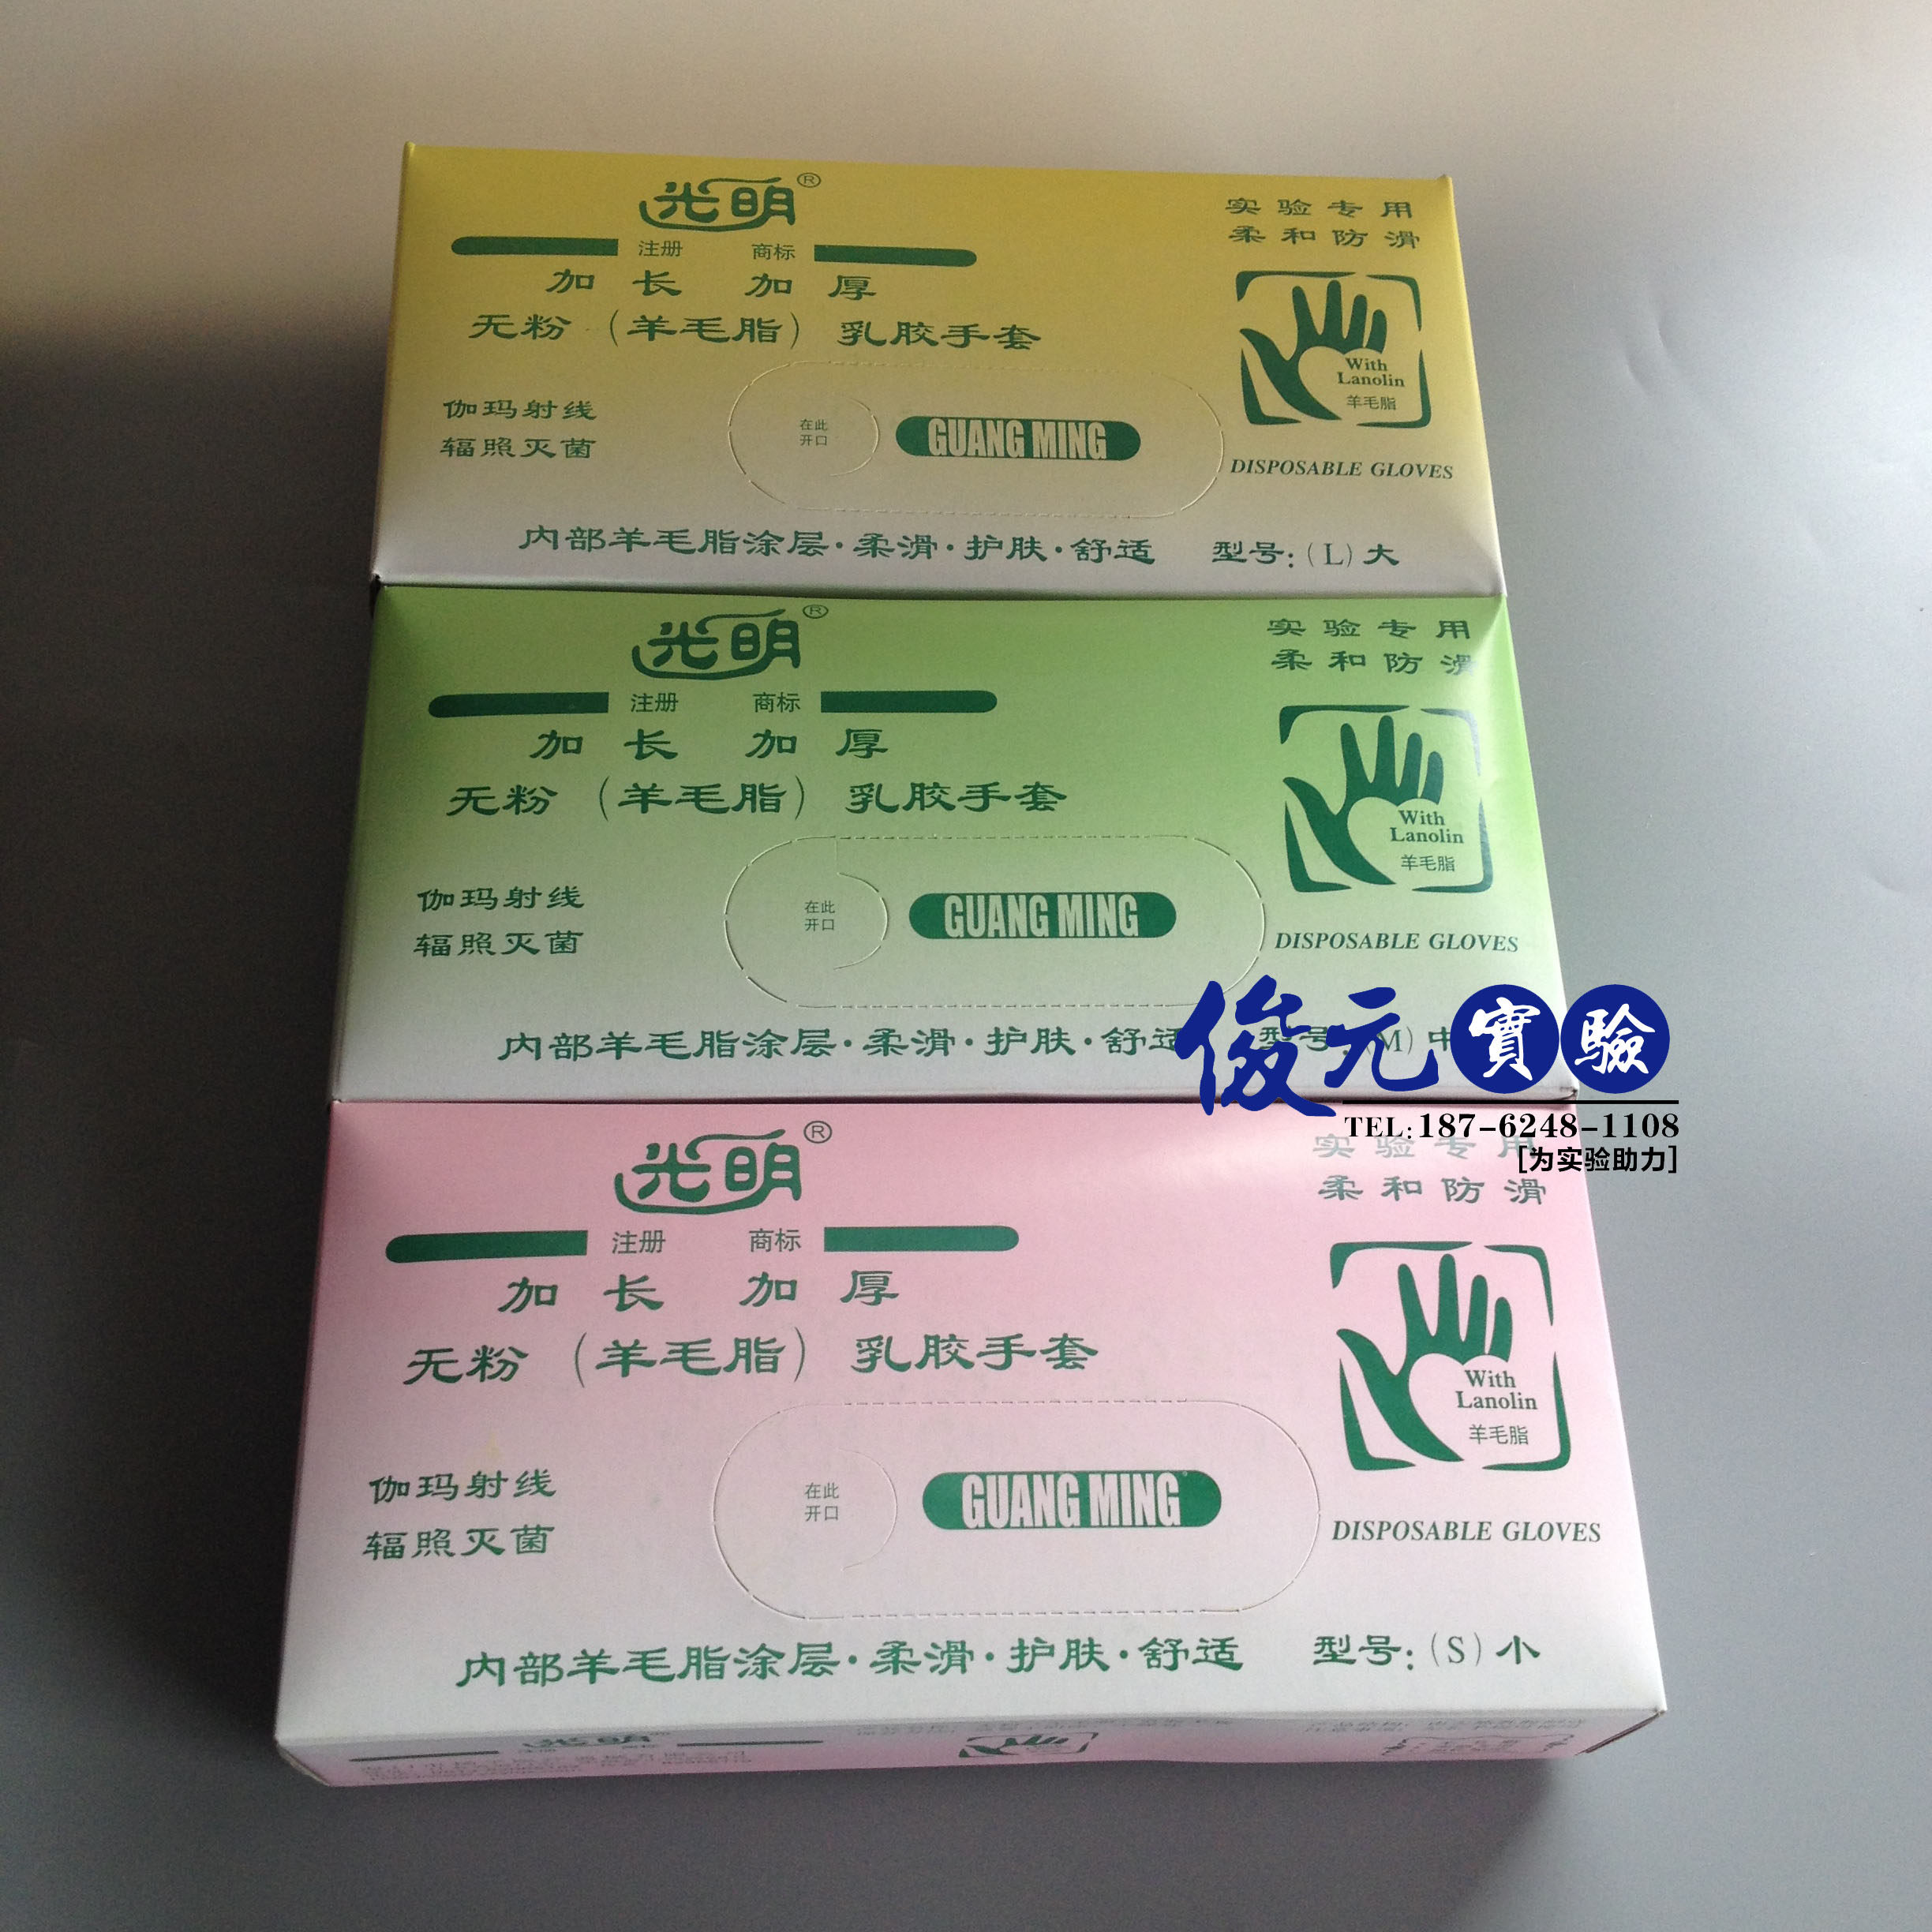 光明®
注册 商标
加长 加厚
无粉（羊毛脂）乳胶手套
实验专用
柔和防滑
With
Lanolin
羊毛脂
DISPOSABLE GLOVES
伽玛射线
辐照灭菌
在此
开口
GUANG MING
内部羊毛脂涂层·柔滑·护肤·舒适 型号:(L)大
光明®
注册 商标
加长 加厚
无粉（羊毛脂）乳胶手套
实验专用
柔和防滑
With
Lanolin
羊毛脂
DISPOSABLE GLOVES
伽玛射线
辐照灭菌
在此
开口
GUANG MING
内部羊毛脂涂层·柔滑·护肤·舒适 型号:(M)中
俊元實驗
TEL:187-6248-1108
[为实验助力]
光明®
注册 商标
加长 加厚
无粉（羊毛脂）乳胶手套
实验专用
柔和防滑
With
Lanolin
羊毛脂
DISPOSABLE GLOVES
伽玛射线
辐照灭菌
在此
开口
GUANG MING
内部羊毛脂涂层·柔滑·护肤·舒适 型号:(S)小
光明